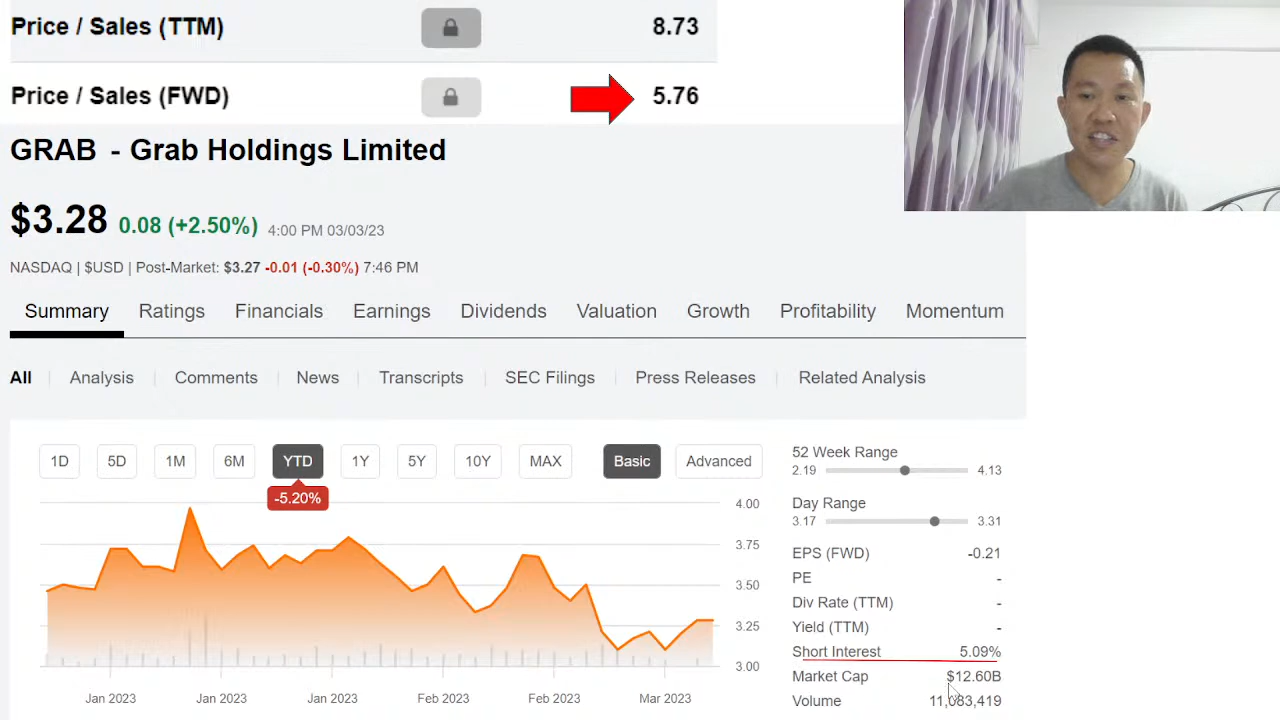 Price / Sales (TTM) 8.73
Price / Sales (FWD) 5.76
GRAB - Grab Holdings Limited
$3.28 0.08 (+2.50%) 4:00 PM 03/03/23
NASDAQ | $USD | Post-Market: $3.27 -0.01 (-0.30%) 7:46 PM
Summary Ratings Financials Earnings Dividends Valuation Growth Profitability Momentum
All Analysis Comments News Transcripts SEC Filings Press Releases Related Analysis
1D 5D 1M 6M YTD 1Y 5Y 10Y MAX Basic Advanced
-5.20%
4.00
3.75
3.50
3.25
3.00
Jan 2023 Jan 2023 Jan 2023 Feb 2023 Feb 2023 Mar 2023
52 Week Range
2.19 4.13
Day Range
3.17 3.31
EPS (FWD) -0.21
PE -
Div Rate (TTM) -
Yield (TTM) -
Short Interest 5.09%
Market Cap $12.60B
Volume 11,083,419